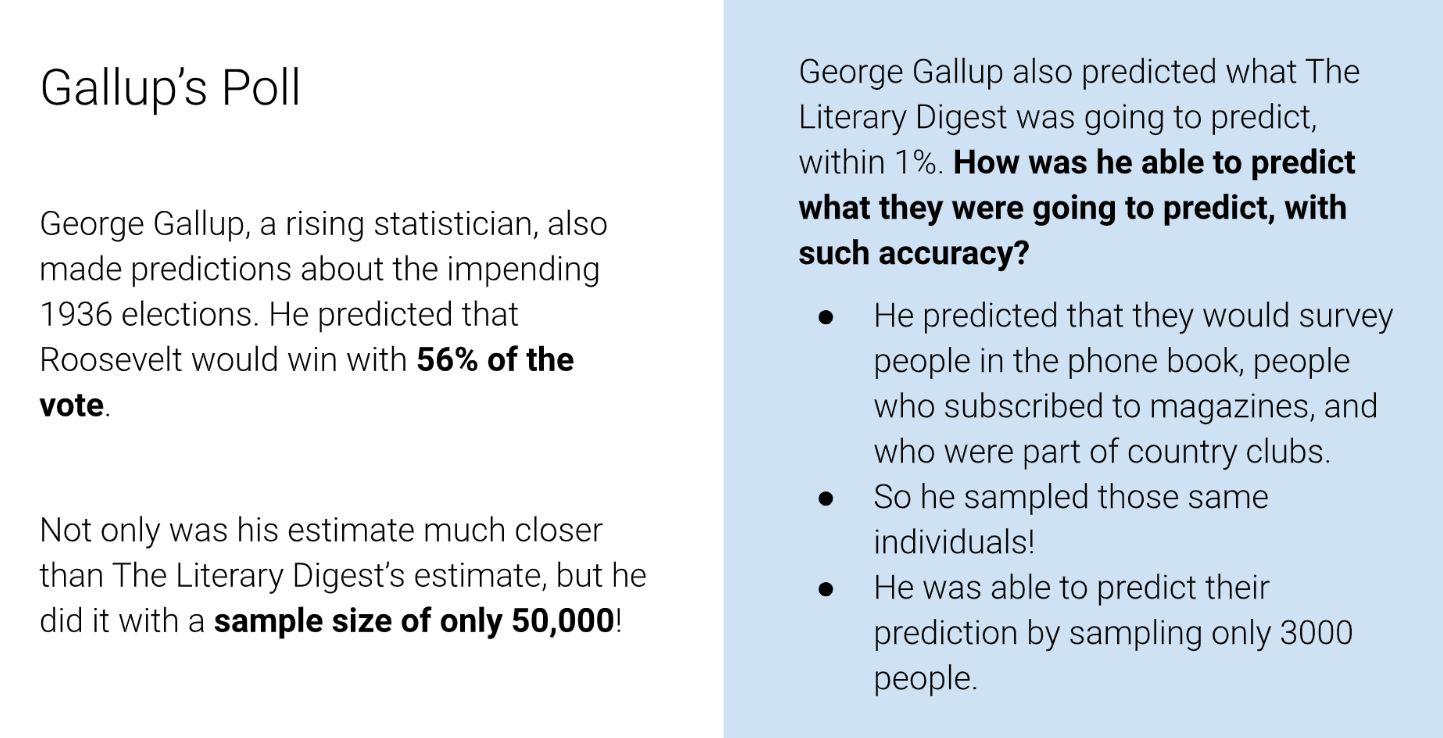 Gallup’s Poll
George Gallup, a rising statistician, also
made predictions about the impending
1936 elections. He predicted that
Roosevelt would win with 56% of the
vote.
Not only was his estimate much closer
than The Literary Digest’s estimate, but he
did it with a sample size of only 50,000!
George Gallup also predicted what The
Literary Digest was going to predict,
within 1%. How was he able to predict
what they were going to predict, with
such accuracy?
● He predicted that they would survey
people in the phone book, people
who subscribed to magazines, and
who were part of country clubs.
● So he sampled those same
individuals!
● He was able to predict their
prediction by sampling only 3000
people.